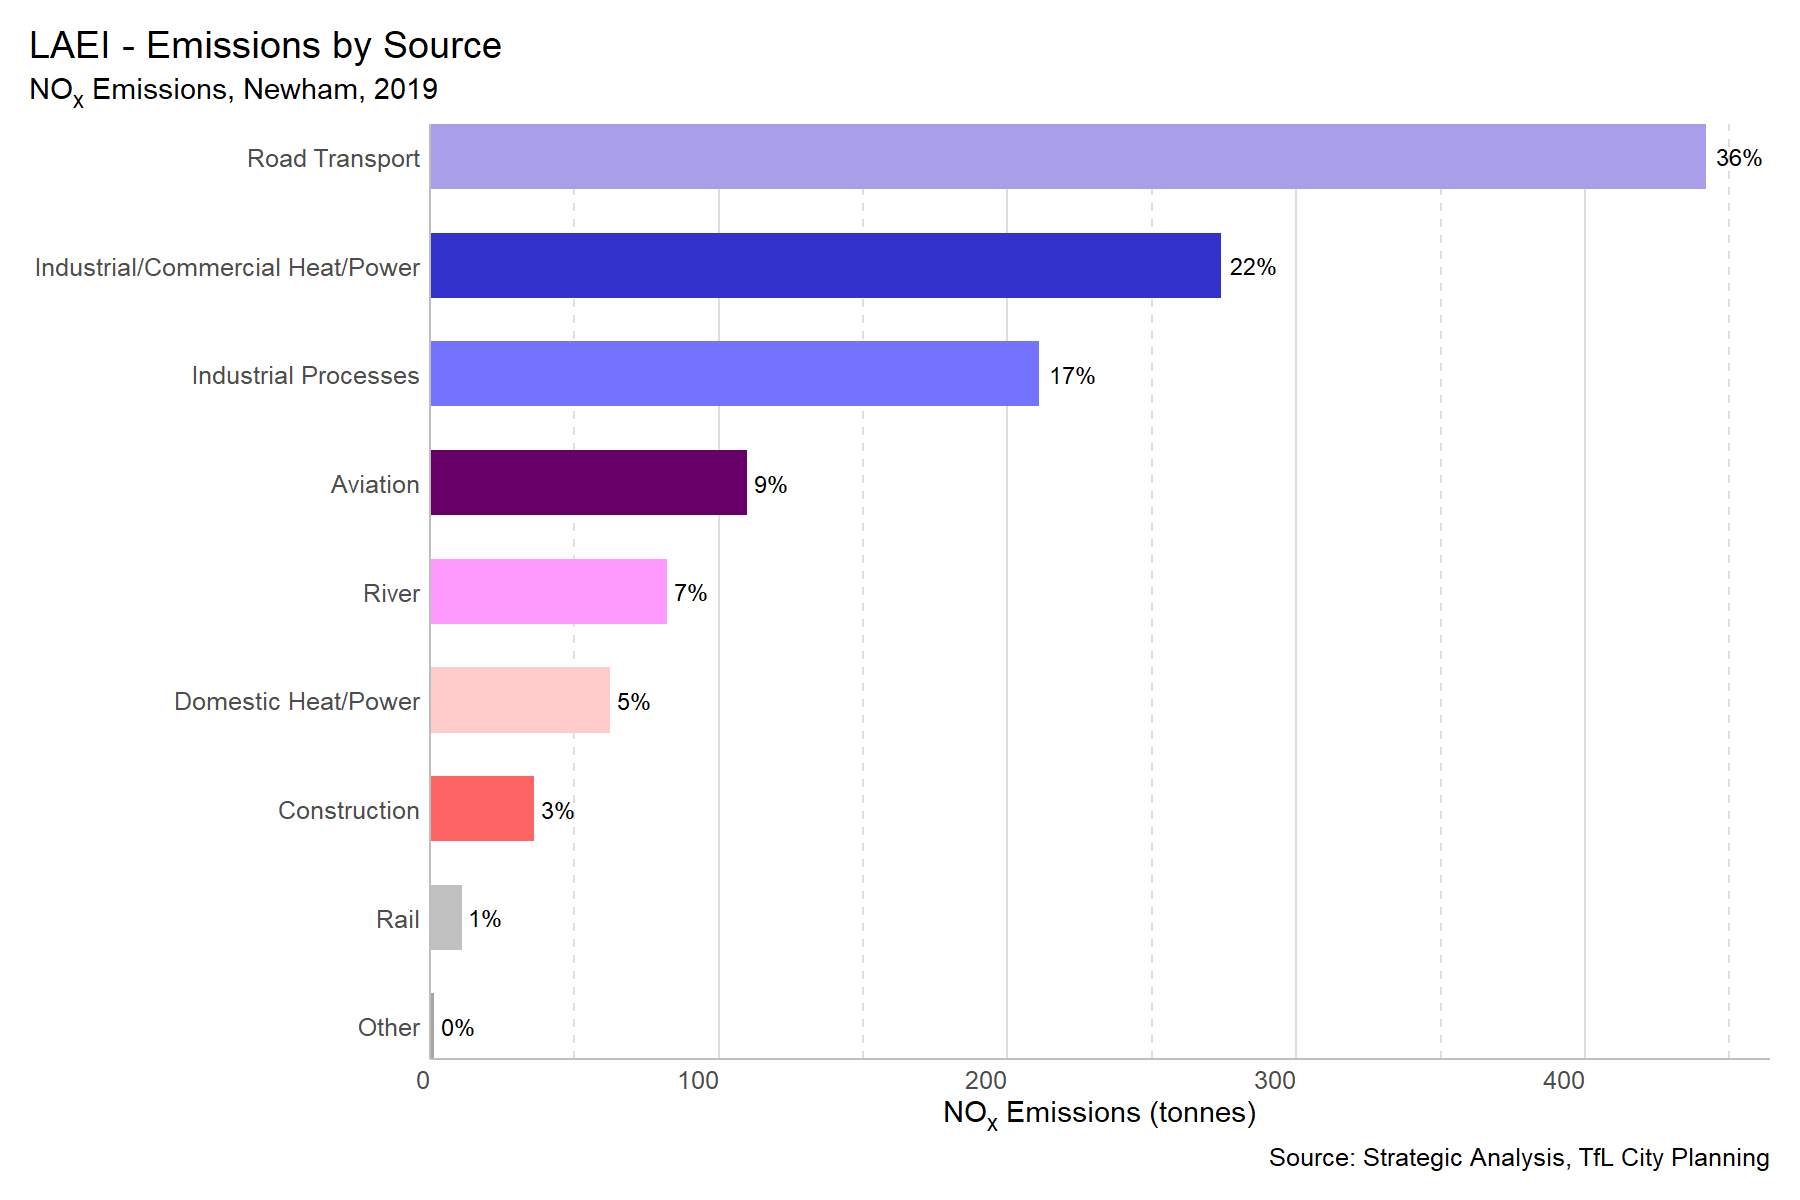 LAEI - Emissions by Source
NOx Emissions, Newham, 2019
Road Transport 36%
Industrial/Commercial Heat/Power 22%
Industrial Processes 17%
Aviation 9%
River 7%
Domestic Heat/Power 5%
Construction 3%
Rail 1%
Other 0%
0 100 200 300 400
NOx Emissions (tonnes)
Source: Strategic Analysis, TfL City Planning